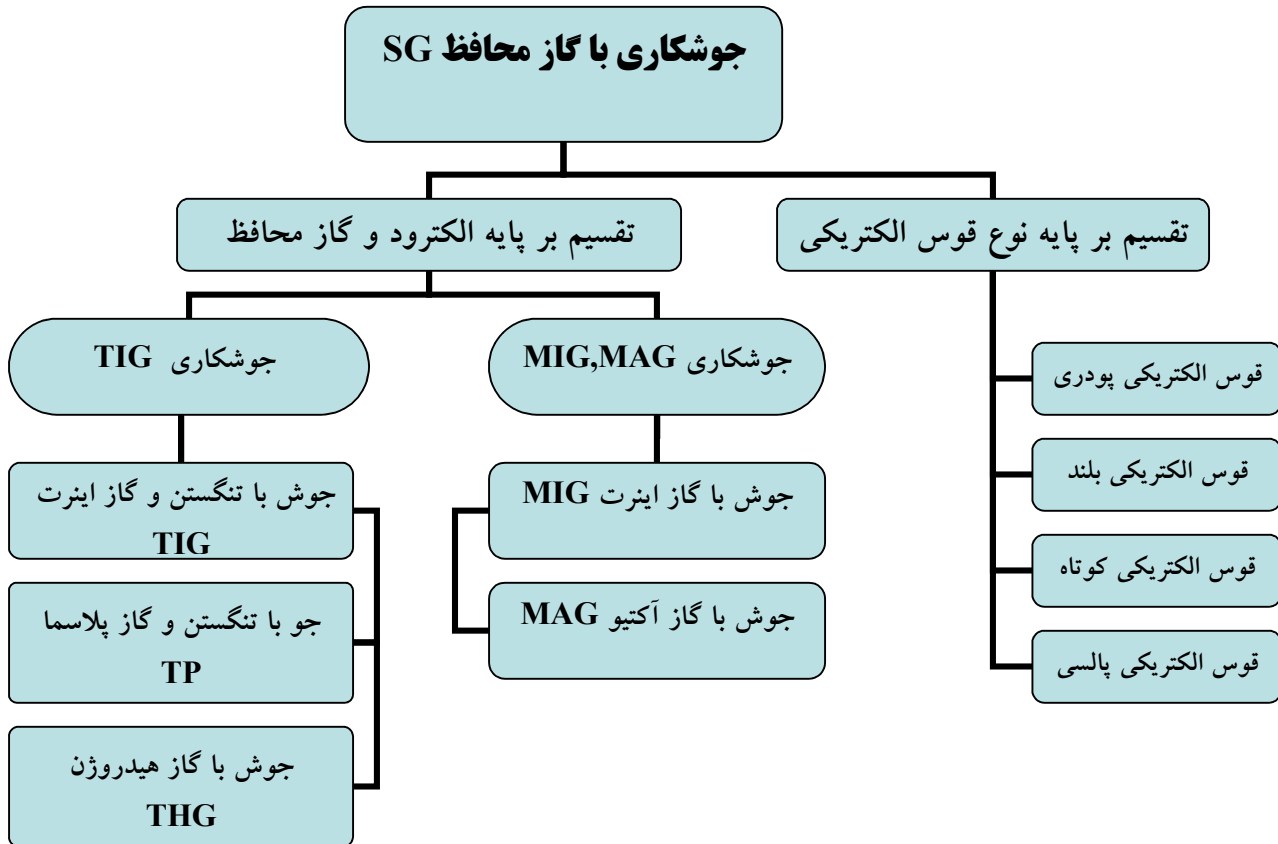 جوشکاری با گاز محافظ SG
تقسیم بر پایه نوع قوس الکتریکی
تقسیم بر پایه الکترود و گاز محافظ
قوس الکتریکی پودری
قوس الکتریکی بلند
قوس الکتریکی کوتاه
قوس الکتریکی پالسی
جوشکاری MIG,MAG
جوش با گاز اینرت MIG
جوش با گاز آکتیو MAG
جوشکاری TIG
جوش با تنگستن و گاز اینرت
TIG
جو با تنگستن و گاز پلاسما
TP
جوش با گاز هیدروژن
THG